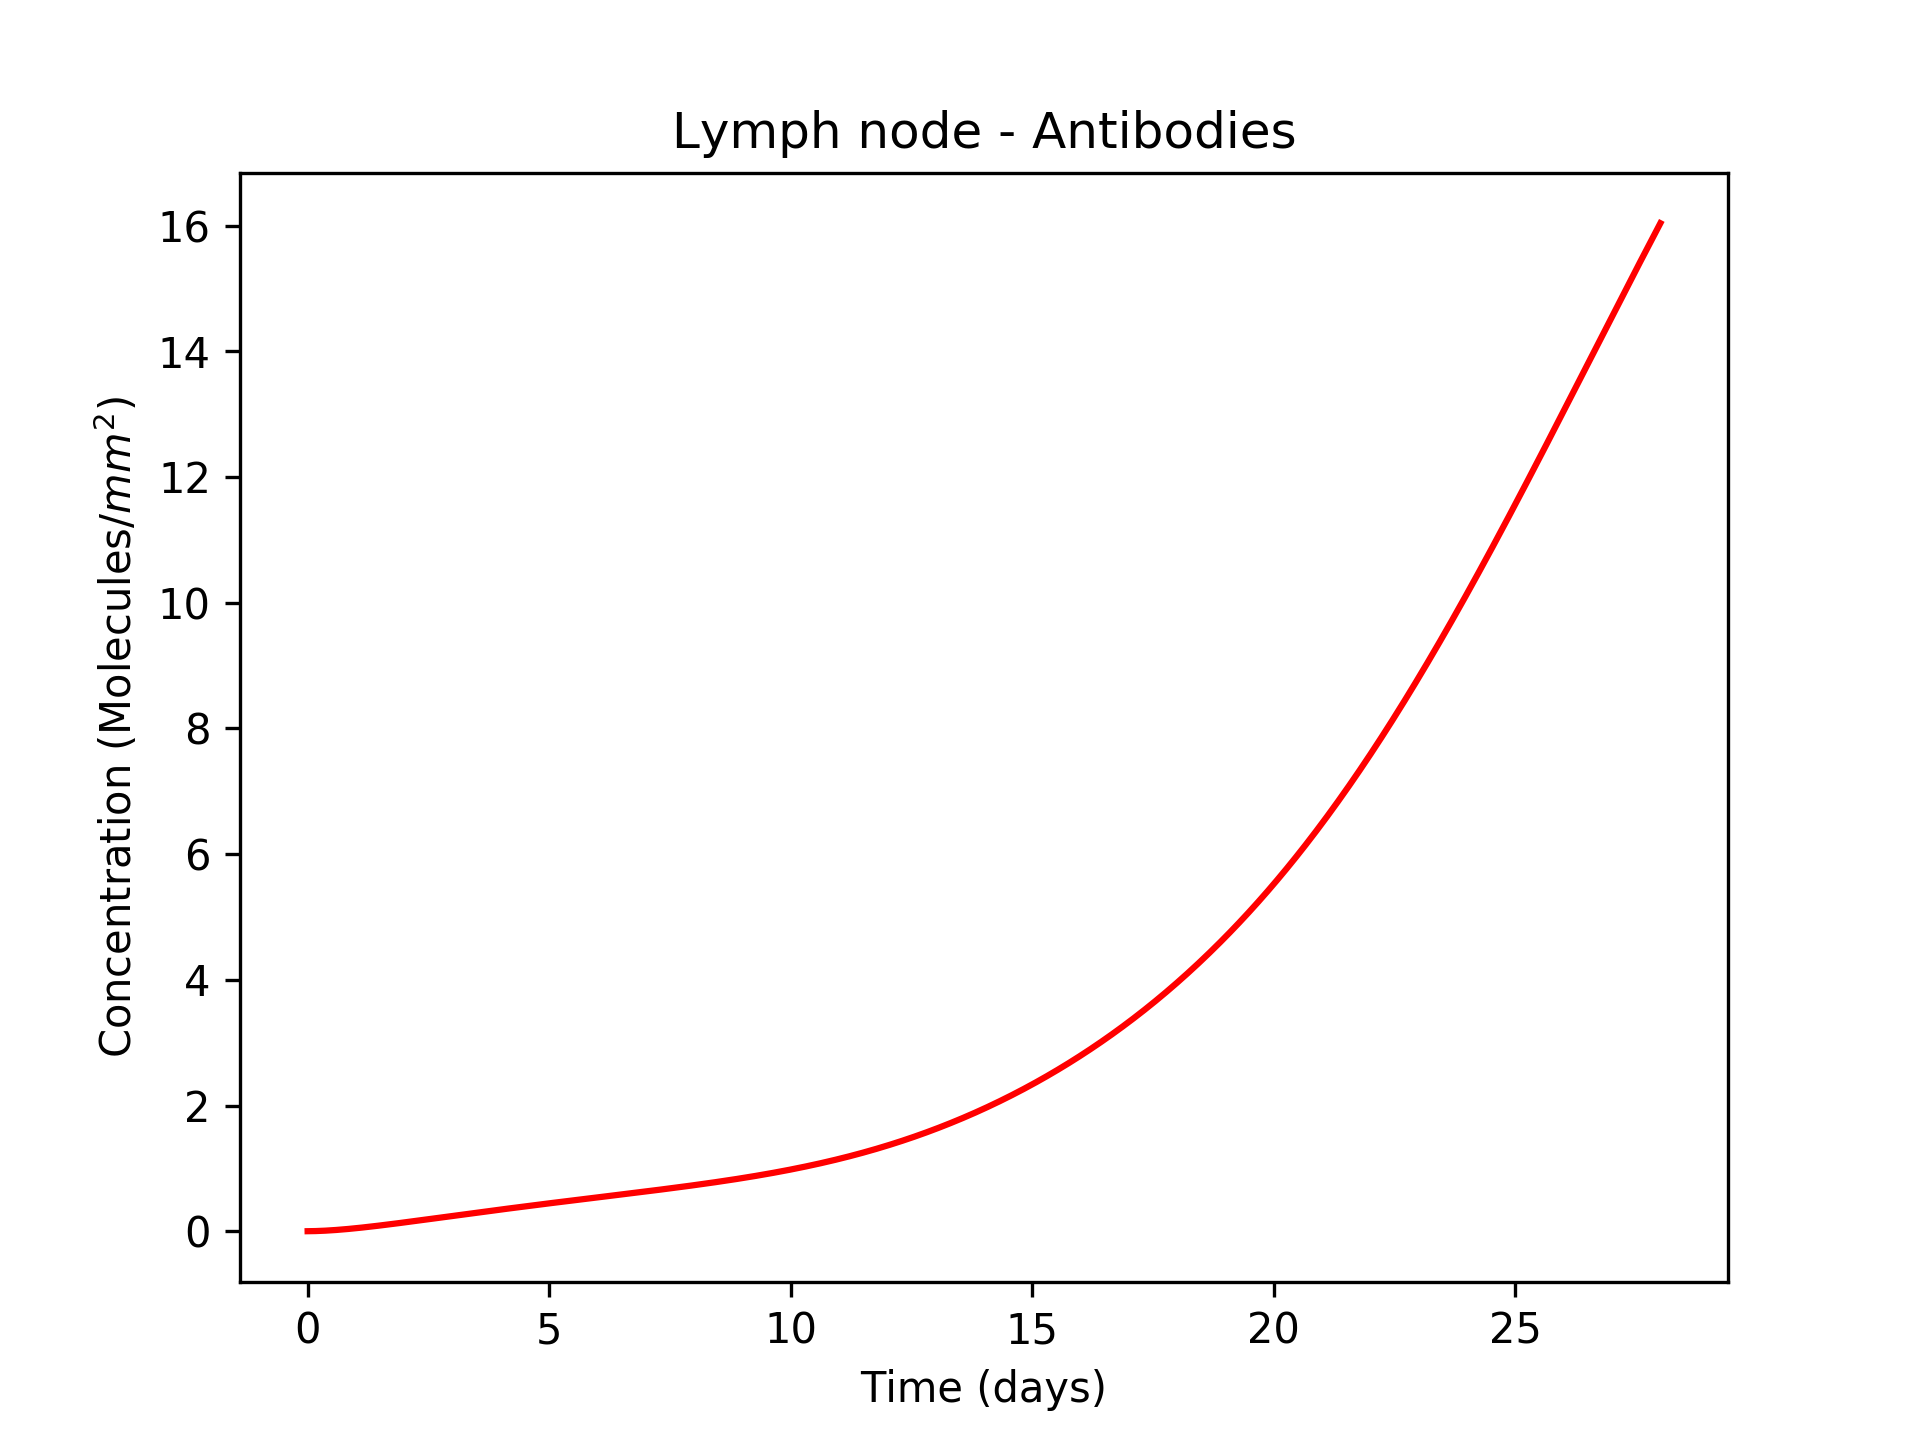 Lymph node - Antibodies
Concentration (Molecules/mm²)
16
14
12
10
8
6
4
2
0
0 5 10 15 20 25
Time (days)